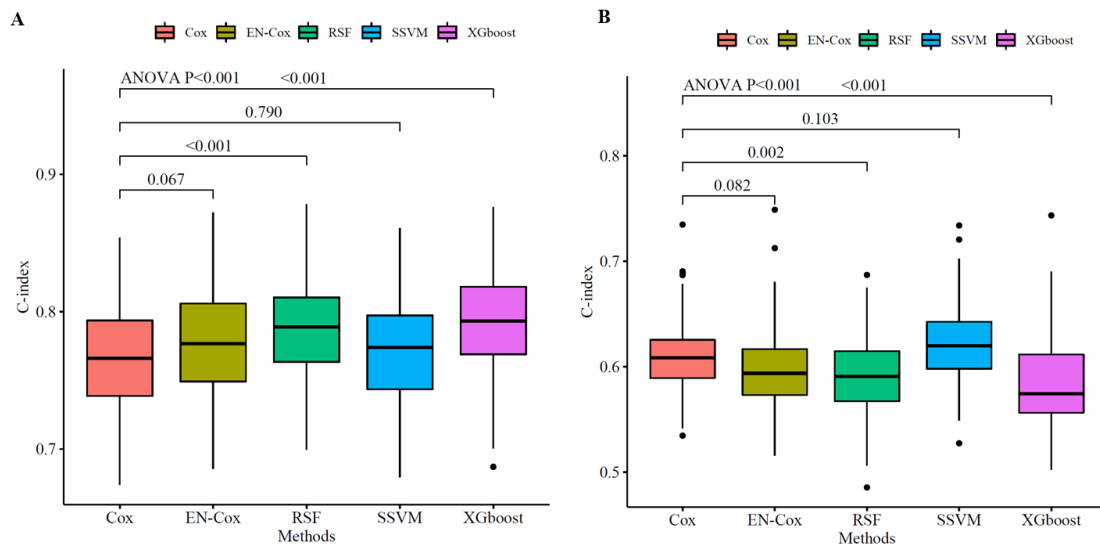 A
Cox EN-Cox RSF SSVM XGboost
ANOVA P<0.001 <0.001
0.790
<0.001
0.067
0.9
0.8
0.7
C-index
Cox EN-Cox RSF SSVM XGboost
Methods
B
Cox EN-Cox RSF SSVM XGboost
ANOVA P<0.001 <0.001
0.103
0.002
0.082
0.8
0.7
0.6
0.5
C-index
Cox EN-Cox RSF SSVM XGboost
Methods